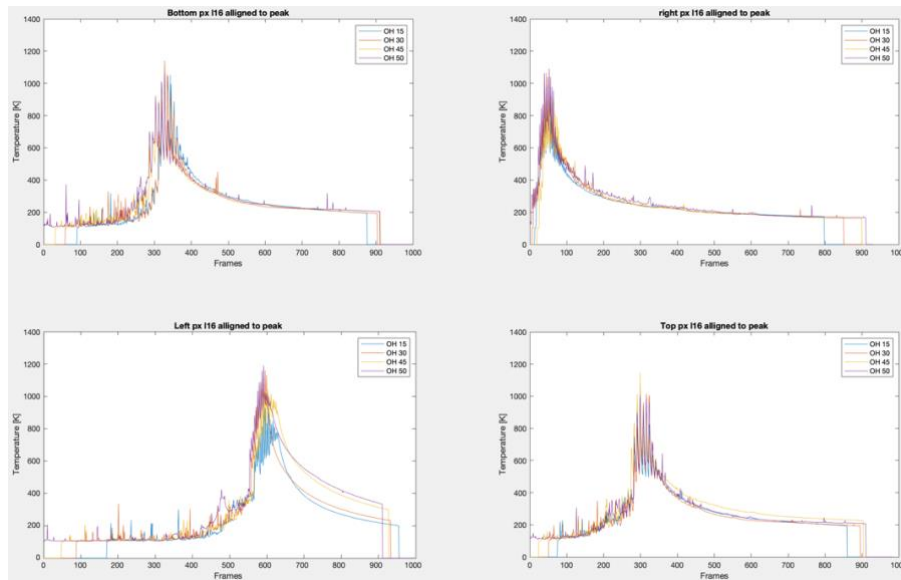 Bottom px l16 alligned to peak
1400
1200
1000
800
600
400
200
0
Temperature [K]
OH 15
OH 30
OH 45
OH 50
0 100 200 300 400 500 600 700 800 900 1000
Frames
right px l16 alligned to peak
1400
1200
1000
800
600
400
200
0
Temperature [K]
OH 15
OH 30
OH 45
OH 50
0 100 200 300 400 500 600 700 800 900 1000
Frames
Left px l16 alligned to peak
1400
1200
1000
800
600
400
200
0
Temperature [K]
OH 15
OH 30
OH 45
OH 50
0 100 200 300 400 500 600 700 800 900 1000
Frames
Top px l16 alligned to peak
1400
1200
1000
800
600
400
200
0
Temperature [K]
OH 15
OH 30
OH 45
OH 50
0 100 200 300 400 500 600 700 800 900 1000
Frames